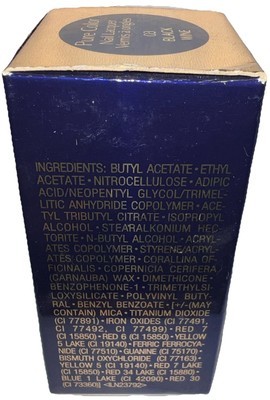 Pure Color
Nail Lacquer
Vernis à ongles
03
BLACK
WINE
INGREDIENTS: BUTYL ACETATE • ETHYL
ACETATE • NITROCELLULOSE • ADIPIC
ACID/NEOPENTYL GLYCOL/TRIMEL-
LITIC ANHYDRIDE COPOLYMER • ACE-
TYL TRIBUTYL CITRATE • ISOPROPYL
ALCOHOL • STEARALKONIUM HEC-
TORITE • N-BUTYL ALCOHOL • ACRYL-
ATES COPOLYMER • STYRENE/ACRYL-
ATES COPOLYMER • CORALLINA OF-
FICINALIS • COPERNICIA CERIFERA/
(CARNAUBA) WAX • DIMETHICONE •
BENZOPHENONE-1 • TRIMETHYLSI-
LOXYSILICATE • POLYVINYL BUTY-
RAL • BENZYL BENZOATE • [+/-(MAY
CONTAIN) MICA • TITANIUM DIOXIDE
(CI 77891) • IRON OXIDES (CI 77491,
CI 77492, CI 77499) • RED 7
(CI 15850) • RED 6 (CI 15850) • YELLOW
5 LAKE (CI 19140) • FERRIC FERROCYA-
NIDE (CI 77510) • GUANINE (CI 75170) •
BISMUTH OXYCHLORIDE (CI 77163) •
YELLOW 5 (CI 19140) • RED 7 LAKE
(CI 15850) • RED 34 LAKE (CI 15880) •
BLUE 1 LAKE (CI 42090) • RED 30
(CI 73360)] <ILN23792>